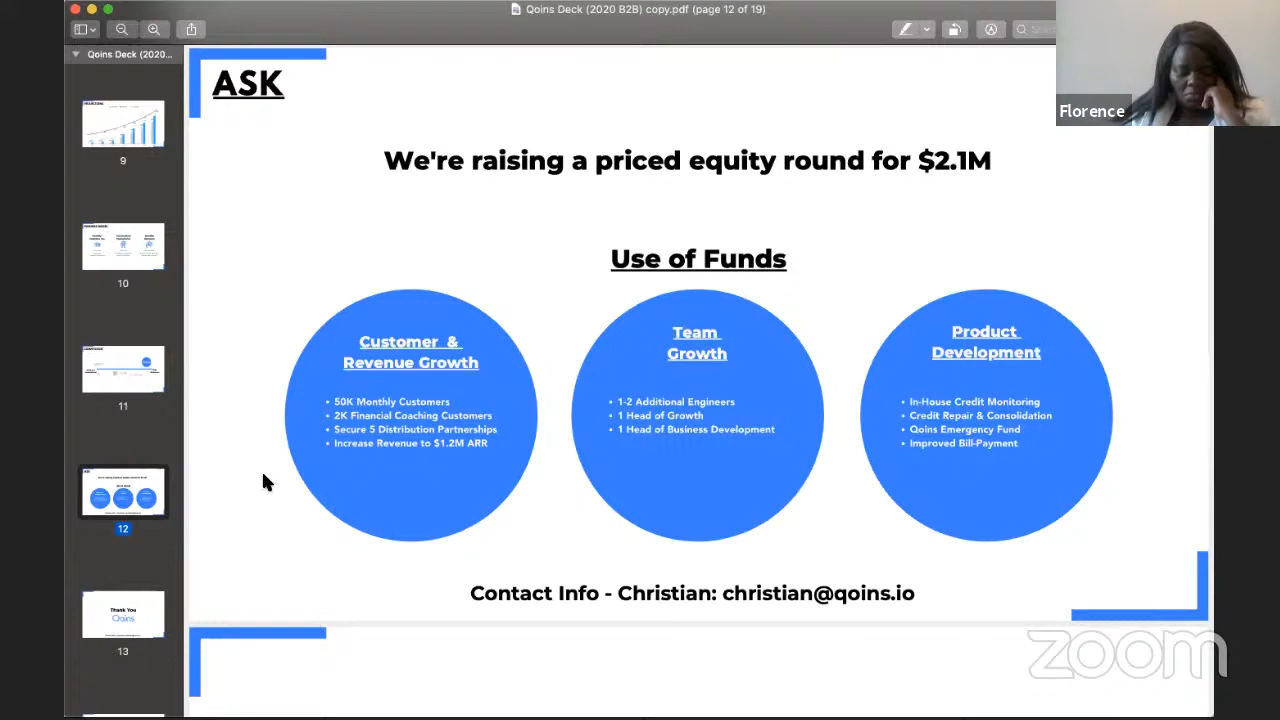 Qoins Deck (2020 B2B) copy.pdf (page 12 of 19)
Qoins Deck (2020...
9
10
11
12
Thank You
Qoins
13
ASK
We're raising a priced equity round for $2.1M
Use of Funds
Customer &
Revenue Growth
• 50K Monthly Customers
• 2K Financial Coaching Customers
• Secure 5 Distribution Partnerships
• Increase Revenue to $1.2M ARR
Team
Growth
• 1-2 Additional Engineers
• 1 Head of Growth
• 1 Head of Business Development
Product
Development
• In-House Credit Monitoring
• Credit Repair & Consolidation
• Qoins Emergency Fund
• Improved Bill-Payment
Contact Info - Christian: christian@qoins.io
Florence
zoom